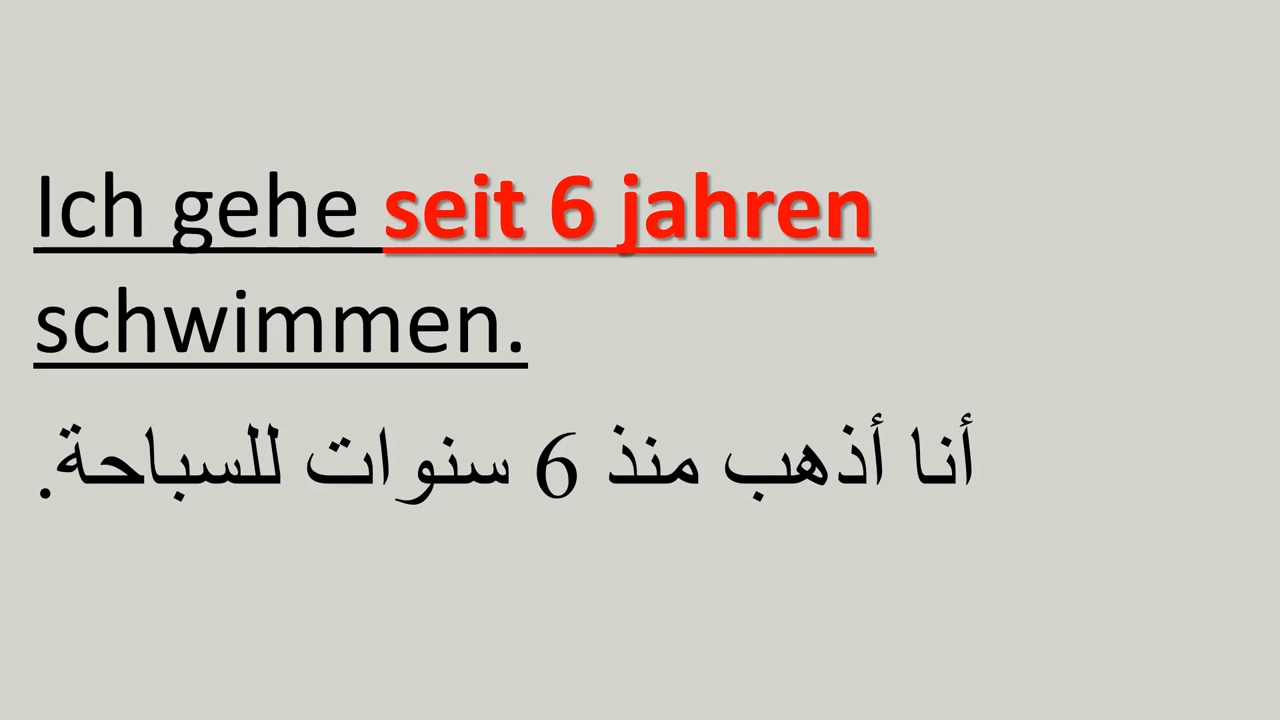 Ich gehe seit 6 jahren
schwimmen.
أنا أذهب منذ 6 سنوات للسباحة.